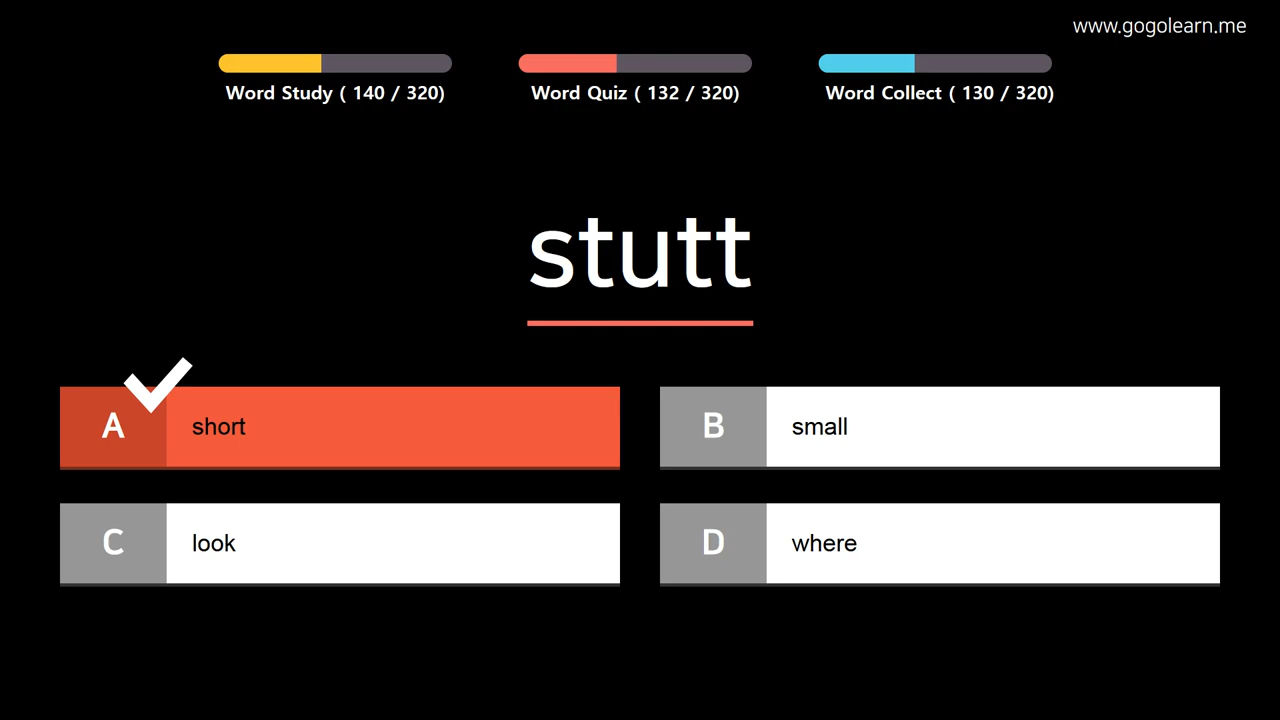 www.gogolearn.me
Word Study ( 140 / 320)
Word Quiz ( 132 / 320)
Word Collect ( 130 / 320)
stutt
A short
B small
C look
D where